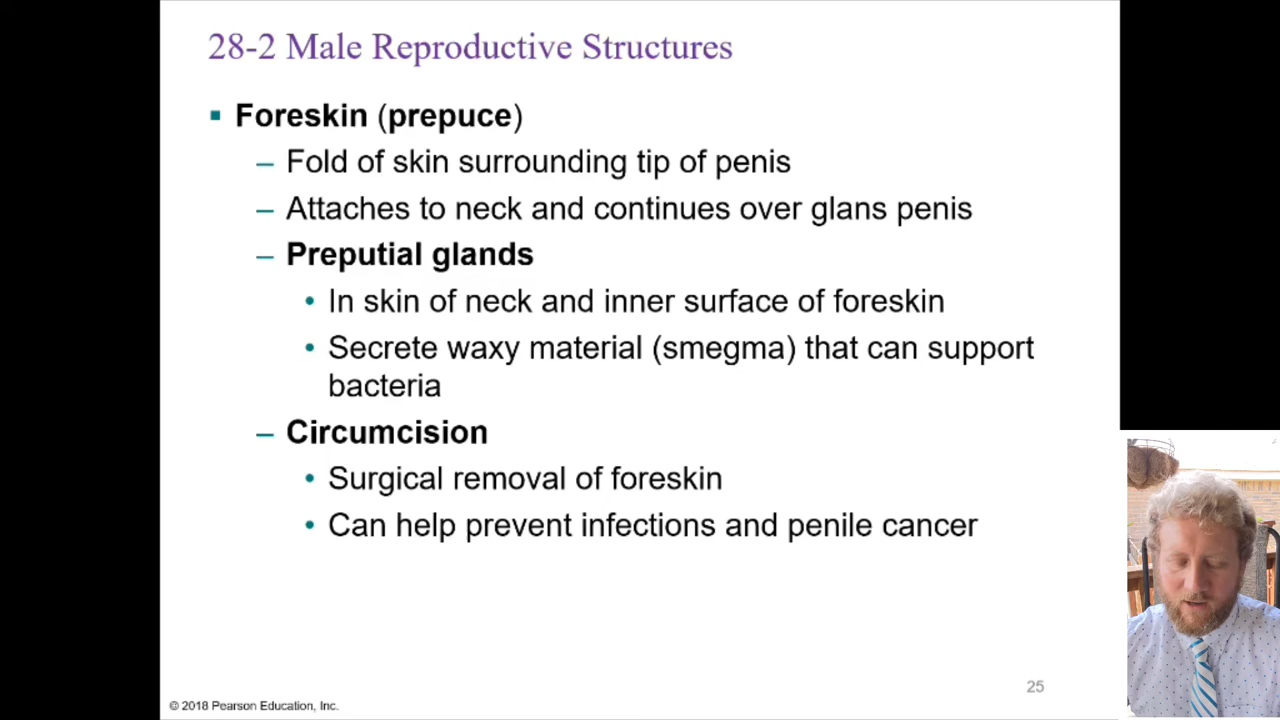 28-2 Male Reproductive Structures
▪ Foreskin (prepuce)
– Fold of skin surrounding tip of penis
– Attaches to neck and continues over glans penis
– Preputial glands
• In skin of neck and inner surface of foreskin
• Secrete waxy material (smegma) that can support
bacteria
– Circumcision
• Surgical removal of foreskin
• Can help prevent infections and penile cancer
25
© 2018 Pearson Education, Inc.